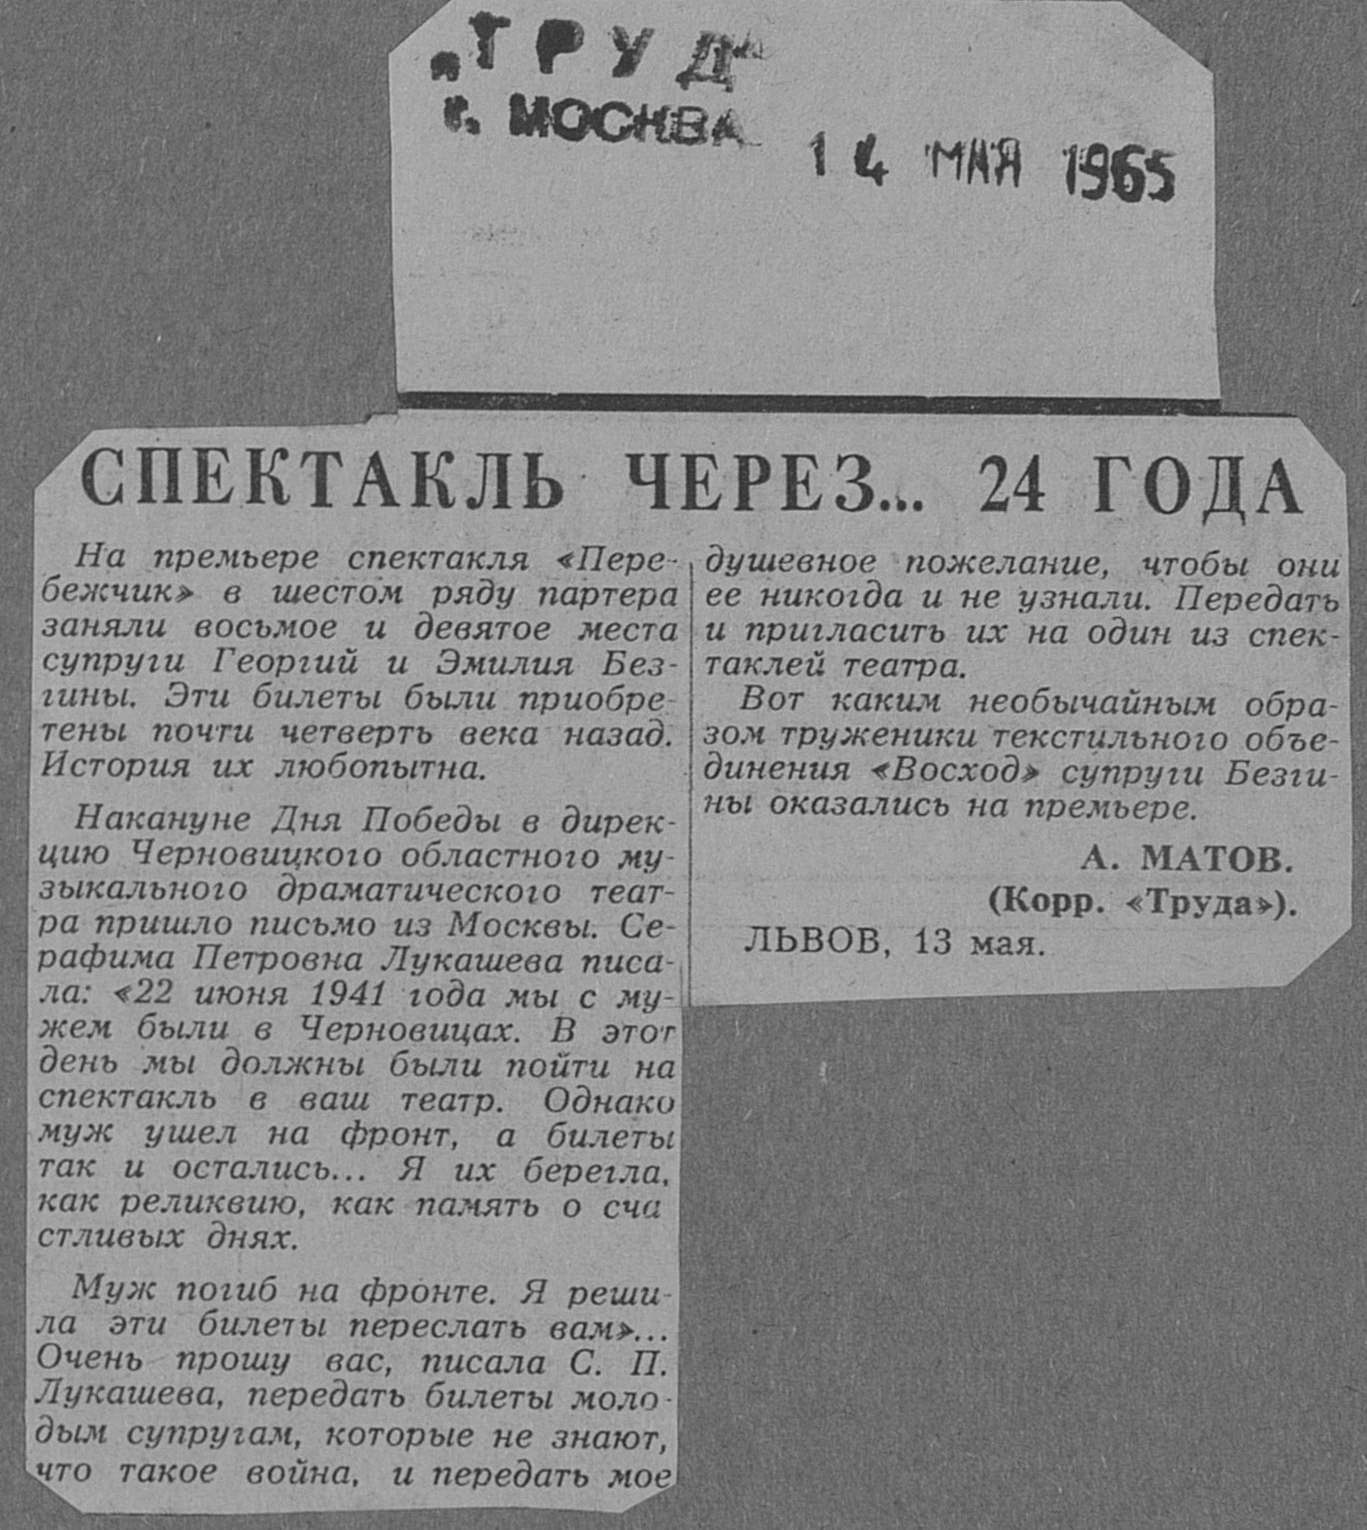 „ТРУД“
г. МОСКВА
14 МАЯ 1965
СПЕКТАКЛЬ ЧЕРЕЗ... 24 ГОДА
На премьере спектакля «Пере-
бежчик» в шестом ряду партера
заняли восьмое и девятое места
супруги Георгий и Эмилия Без-
гины. Эти билеты были приобре-
тены почти четверть века назад.
История их любопытна.
Накануне Дня Победы в дирек-
цию Черновицкого областного му-
зыкального драматического теат-
ра пришло письмо из Москвы. Се-
рафима Петровна Лукашева писа-
ла: «22 июня 1941 года мы с му-
жем были в Черновицах. В этот
день мы должны были пойти на
спектакль в ваш театр. Однако
муж ушел на фронт, а билеты
так и остались... Я их берегла,
как реликвию, как память о сча
стливых днях.
Муж погиб на фронте. Я реши-
ла эти билеты переслать вам»...
Очень прошу вас, писала С. П.
Лукашева, передать билеты моло-
дым супругам, которые не знают,
что такое война, и передать мое
душевное пожелание, чтобы они
ее никогда и не узнали. Передать
и пригласить их на один из спек-
таклей театра.
Вот каким необычайным обра-
зом труженики текстильного объе-
динения «Восход» супруги Безги-
ны оказались на премьере.
А. МАТОВ.
(Корр. «Труда»).
ЛЬВОВ, 13 мая.